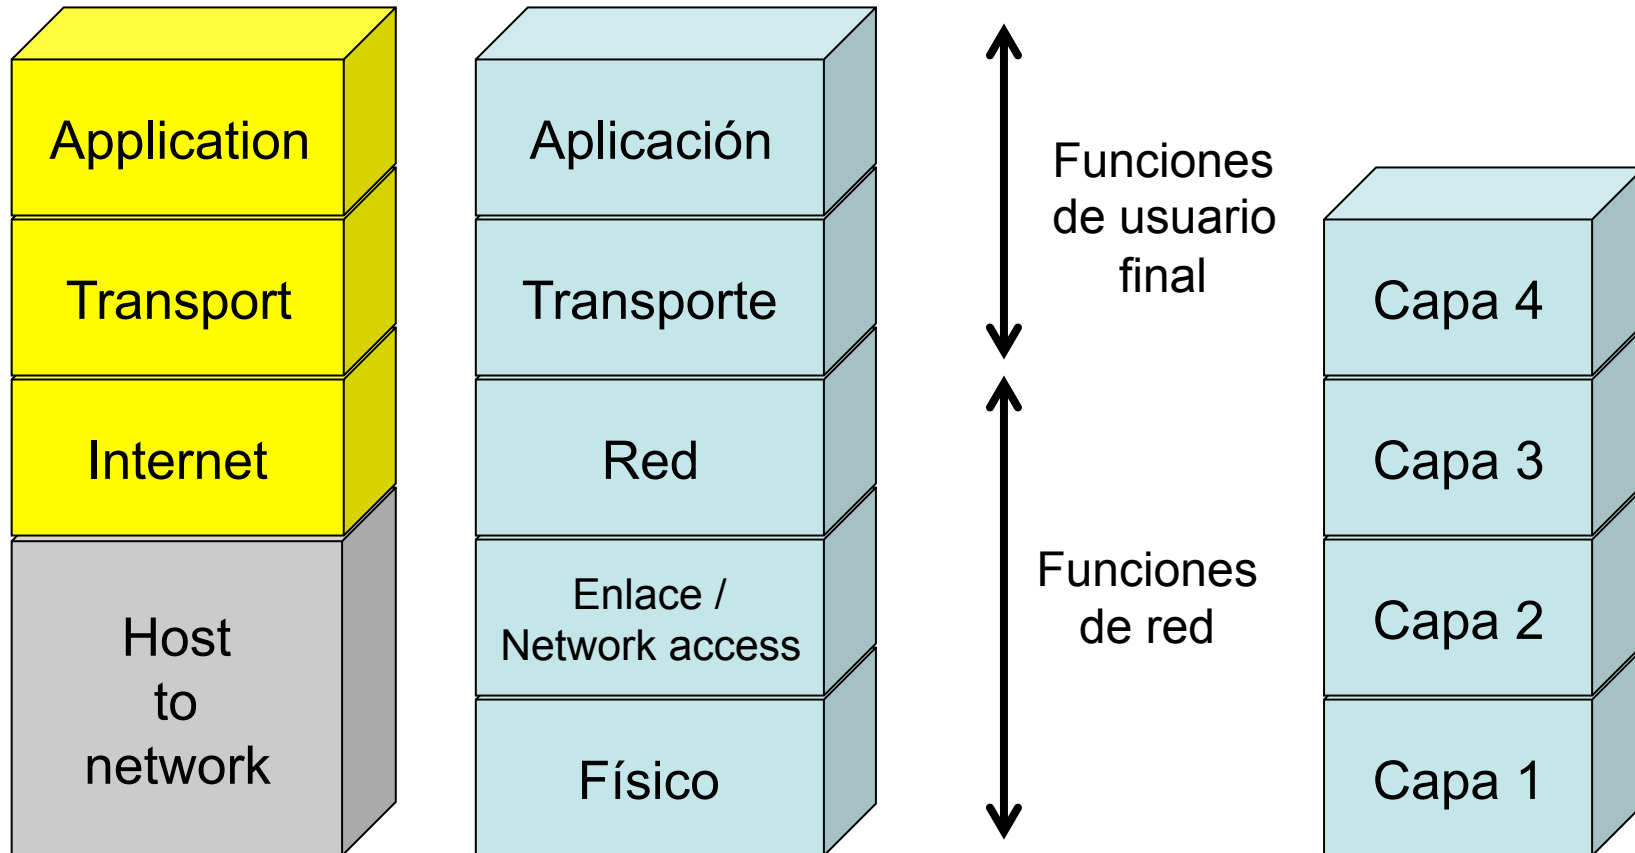 Application
Transport
Internet
Host
to
network
Aplicación
Transporte
Red
Enlace /
Network access
Físico
Funciones
de usuario
final
Funciones
de red
Capa 4
Capa 3
Capa 2
Capa 1